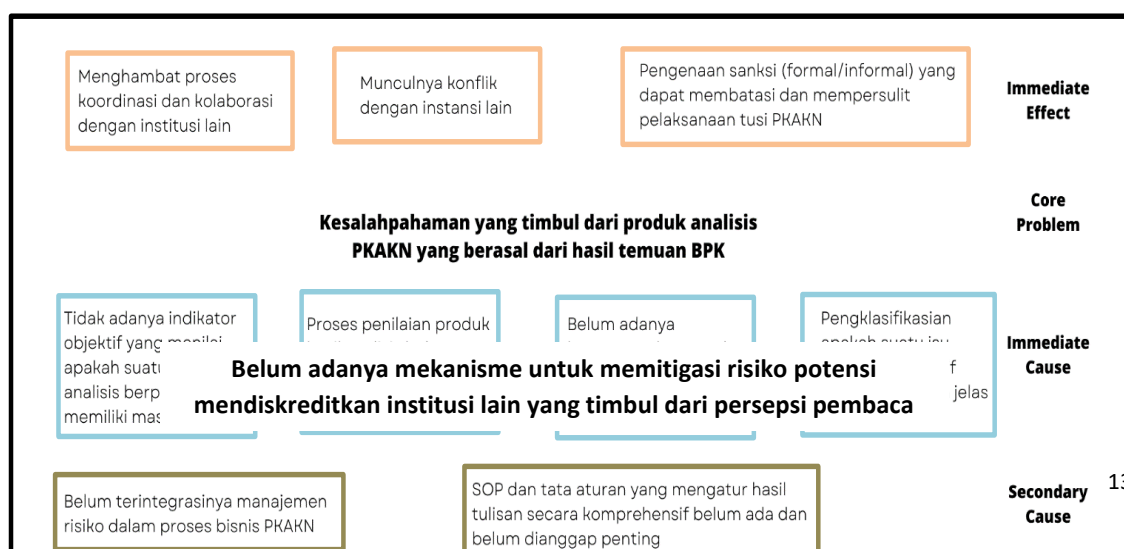 Menghambat proses
koordinasi dan kolaborasi
dengan institusi lain
Munculnya konflik
dengan instansi lain
Pengenaan sanksi (formal/informal) yang
dapat membatasi dan mempersulit
pelaksanaan tusi PKAKN
Immediate
Effect
Kesalahpahaman yang timbul dari produk analisis
PKAKN yang berasal dari hasil temuan BPK
Core
Problem
Tidak adanya indikator
objektif yang menilai
apakah suatu
analisis
memiliki
Proses penilaian produk
Belum adanya
Pengklasifikasian
apakah suatu isu
f
jelas
Immediate
Cause
Belum adanya mekanisme untuk memitigasi risiko potensi
mendiskreditkan institusi lain yang timbul dari persepsi pembaca
Belum terintegrasinya manajemen
risiko dalam proses bisnis PKAKN
SOP dan tata aturan yang mengatur hasil
tulisan secara komprehensif belum ada dan
belum dianggap penting
Secondary
Cause
13